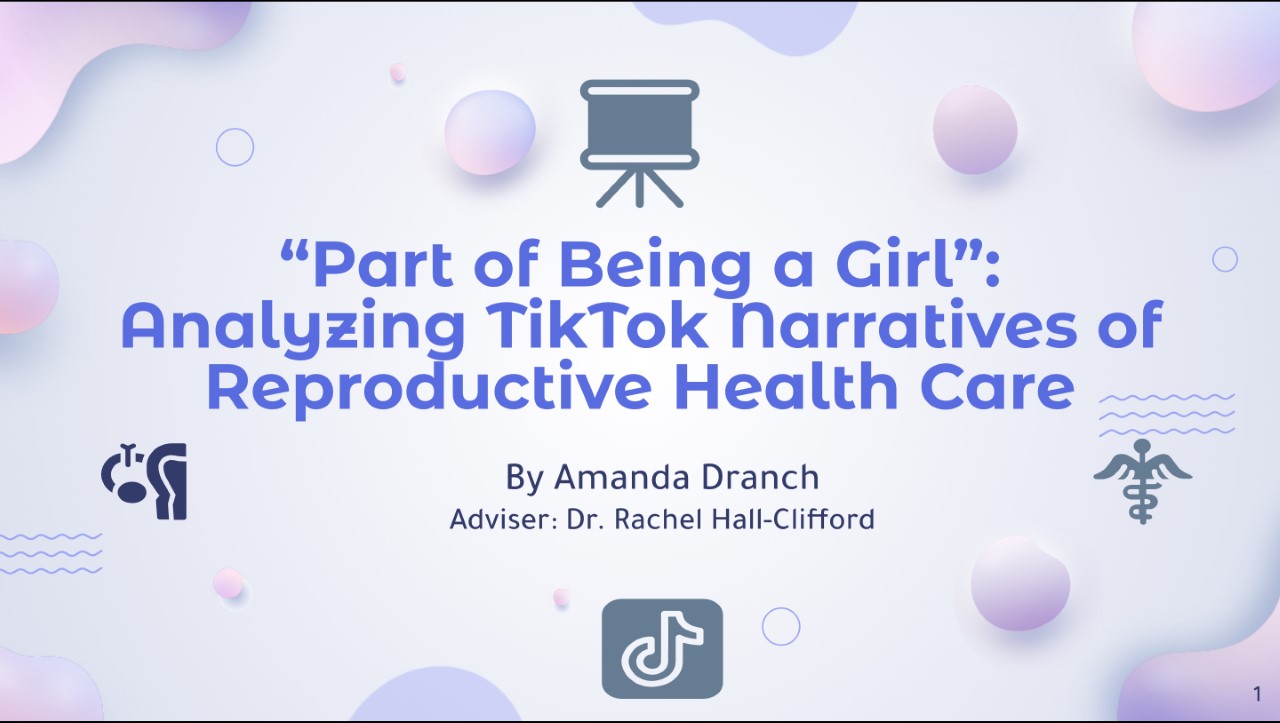 “Part of Being a Girl”:
Analyzing TikTok Narratives of
Reproductive Health Care
By Amanda Dranch
Adviser: Dr. Rachel Hall-Clifford
1